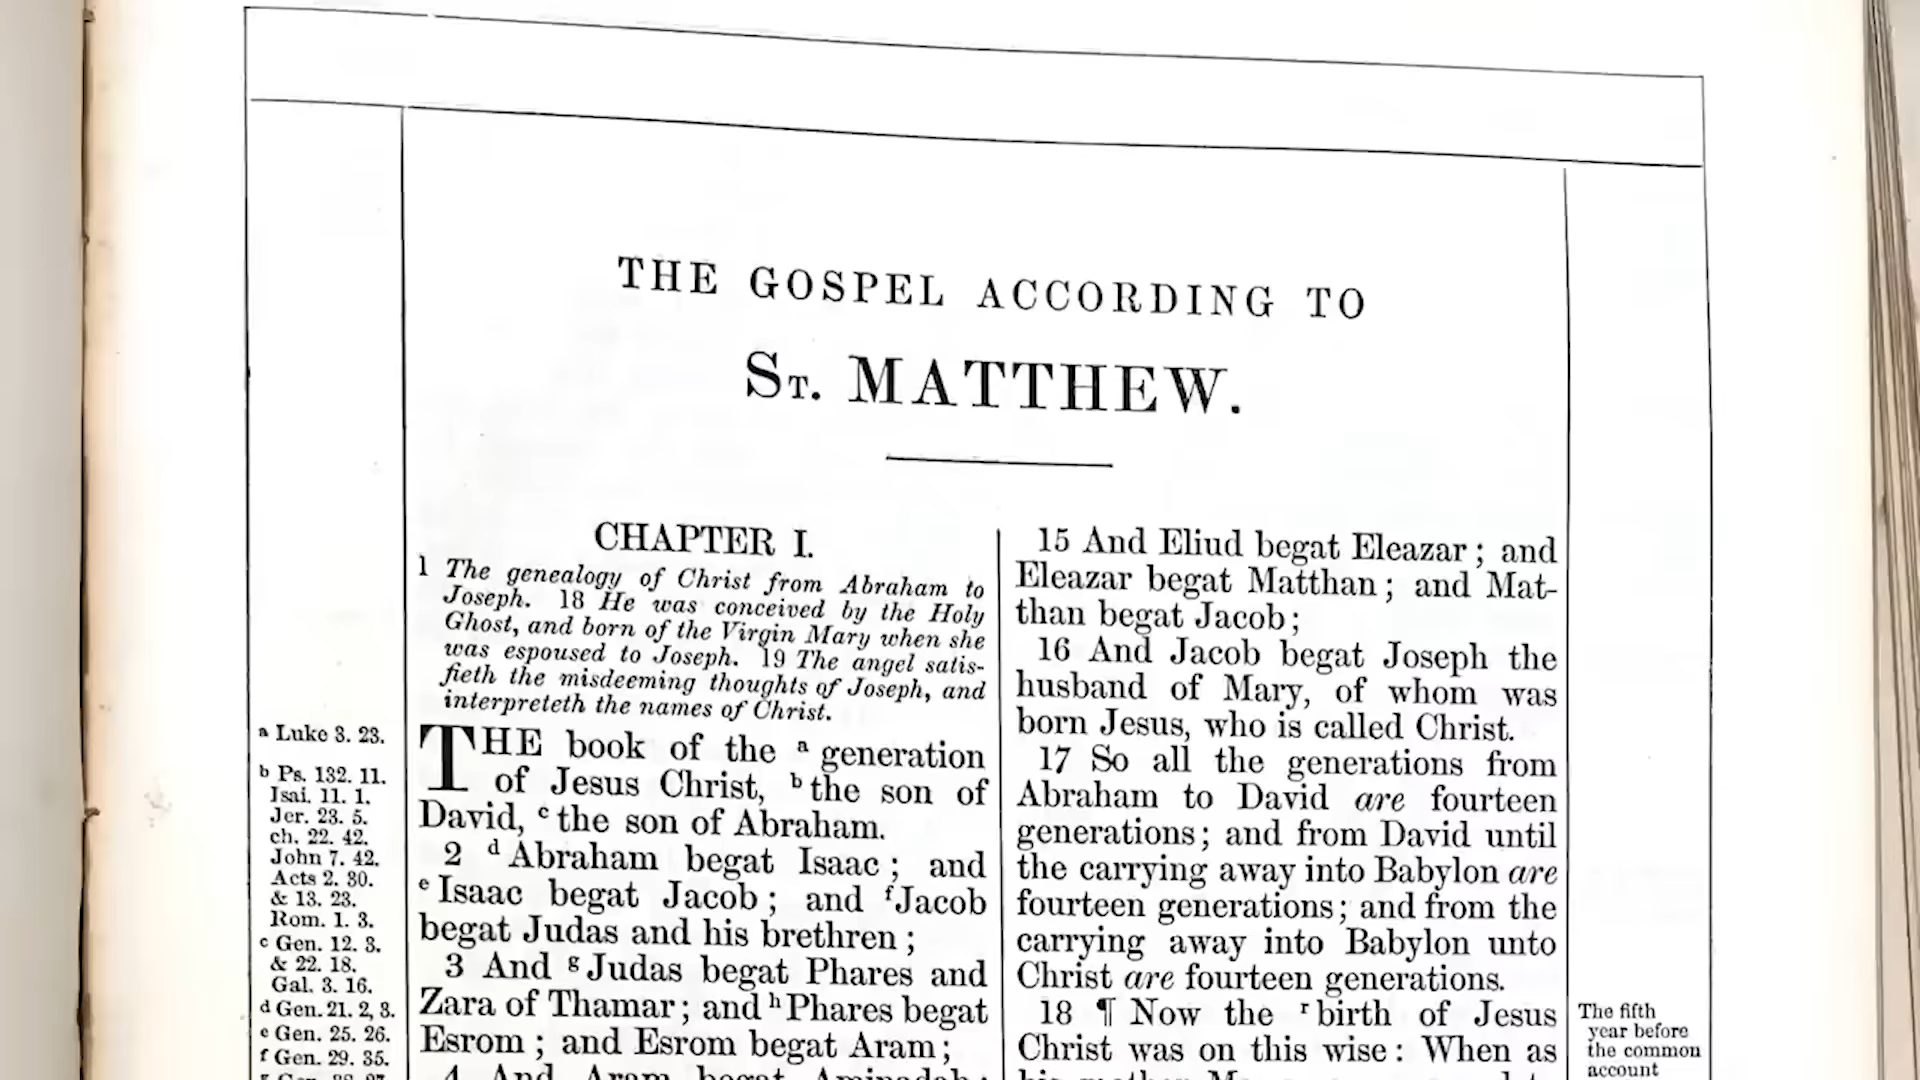 THE GOSPEL ACCORDING TO
ST. MATTHEW.
a Luke 3. 23.
b Ps. 132. 11.
Isai. 11. 1.
Jer. 23. 5.
ch. 22. 42.
John 7. 42.
Acts 2. 30.
& 13. 23.
Rom. 1. 3.
c Gen. 12. 3.
& 22. 18.
Gal. 3. 16.
d Gen. 21. 2, 3.
e Gen. 25. 26.
f Gen. 29. 35.
CHAPTER I.
1 The genealogy of Christ from Abraham to
Joseph. 18 He was conceived by the Holy
Ghost, and born of the Virgin Mary when she
was espoused to Joseph. 19 The angel satis-
fieth the misdeeming thoughts of Joseph, and
interpreteth the names of Christ.
THE book of the a generation
of Jesus Christ, b the son of
David, c the son of Abraham.
2 d Abraham begat Isaac; and
e Isaac begat Jacob; and f Jacob
begat Judas and his brethren;
3 And g Judas begat Phares and
Zara of Thamar; and h Phares begat
Esrom; and Esrom begat Aram;
4 And Aram begat Aminadab;
15 And Eliud begat Eleazar; and
Eleazar begat Matthan; and Mat-
than begat Jacob;
16 And Jacob begat Joseph the
husband of Mary, of whom was
born Jesus, who is called Christ.
17 So all the generations from
Abraham to David are fourteen
generations; and from David until
the carrying away into Babylon are
fourteen generations; and from the
carrying away into Babylon unto
Christ are fourteen generations.
18 ¶ Now the r birth of Jesus
Christ was on this wise: When as
his mother
The fifth
year before
the common
account